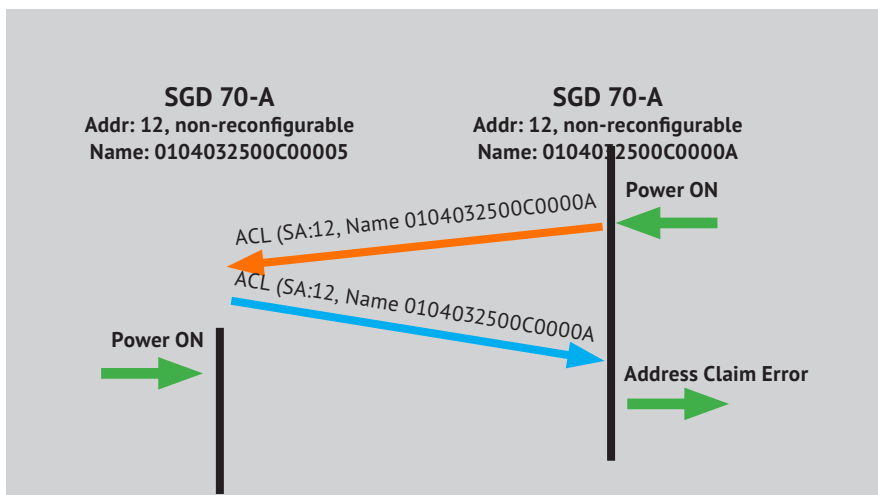 SGD 70-A
Addr: 12, non-reconfigurable
Name: 0104032500C00005
SGD 70-A
Addr: 12, non-reconfigurable
Name: 0104032500C0000A
Power ON
ACL (SA:12, Name 0104032500C0000A
ACL (SA:12, Name 0104032500C0000A
Power ON
Address Claim Error